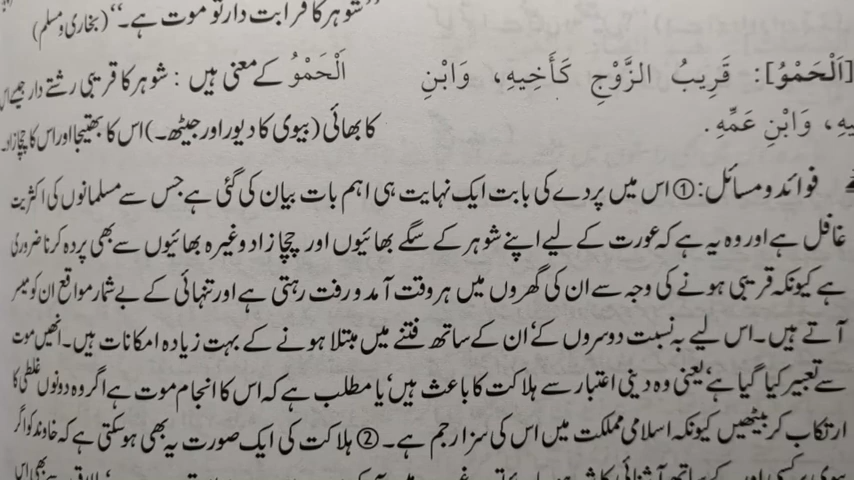 شوہر کا قرابت دار تو موت ہے۔‘‘ (بخاری و مسلم)
[اَلْحَمْوُ]: قَرِيبُ الزَّوْجِ كَأَخِيهِ، وَابْنِ
اَلْحَمْوُ کے معنی ہیں : شوہر کا قریبی رشتے دار جیسے اس
وَابْنِ عَمِّهِ.
کا بھائی (بیوی کا دیور اور جیٹھ۔) اس کا بھتیجا اور اس کا چچا زاد۔
فوائد و مسائل: ① اس میں پردے کی بابت ایک نہایت ہی اہم بات بیان کی گئی ہے جس سے مسلمانوں کی اکثریت
غافل ہے اور وہ یہ ہے کہ عورت کے لیے اپنے شوہر کے سگے بھائیوں اور چچا زاد وغیرہ بھائیوں سے بھی پردہ کرنا ضروری
ہے کیونکہ قریبی ہونے کی وجہ سے ان کی گھروں میں ہر وقت آمد و رفت رہتی ہے اور تنہائی کے بے شمار مواقع ان کو میسر
آتے ہیں۔ اس لیے بہ نسبت دوسروں کے‘ ان کے ساتھ فتنے میں مبتلا ہونے کے بہت زیادہ امکانات ہیں۔ انھیں موت
سے تعبیر کیا گیا ہے‘ یعنی وہ دینی اعتبار سے ہلاکت کا باعث ہیں‘ یا مطلب ہے کہ اس کا انجام موت ہے اگر وہ دونوں غلطی کا
ارتکاب کر بیٹھیں کیونکہ اسلامی مملکت میں اس کی سزا رجم ہے۔ ② ہلاکت کی ایک صورت یہ بھی ہو سکتی ہے کہ خاوند کو اگر